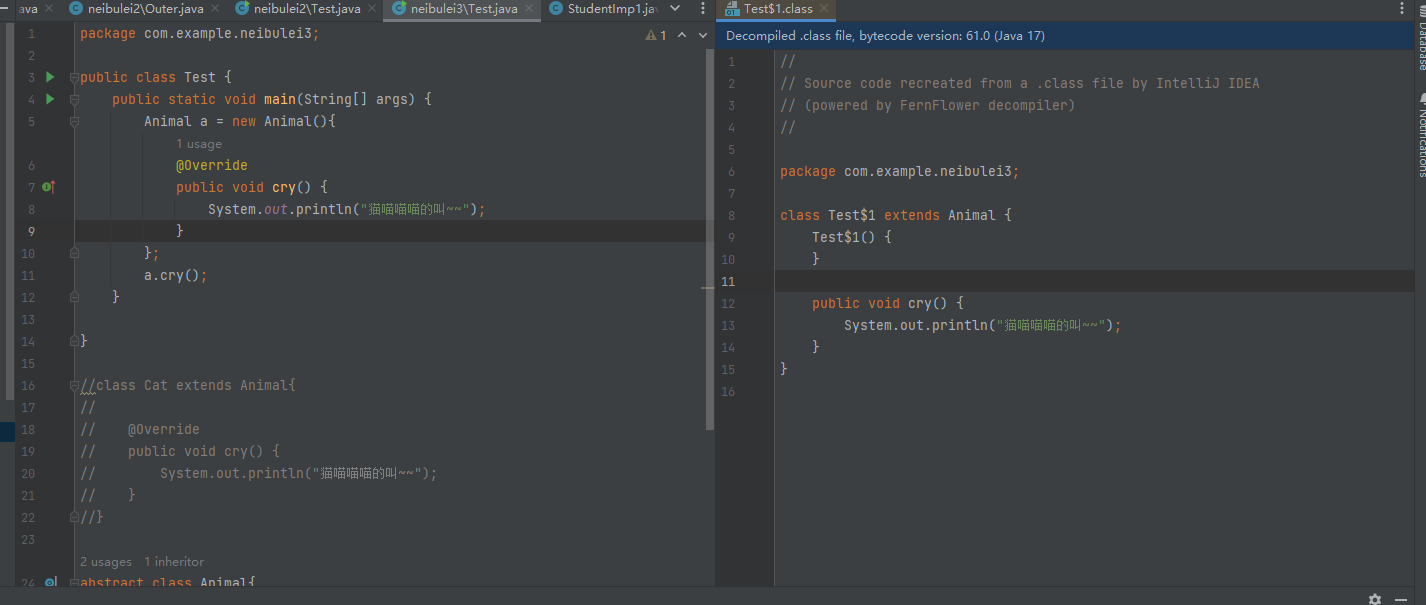 ava neibulei2\Outer.java neibulei2\Test.java neibulei3\Test.java StudentImp1.ja
1 package com.example.neibulei3; 1
2
3 public class Test {
4 public static void main(String[] args) {
5 Animal a = new Animal(){
1 usage
6 @Override
7 public void cry() {
8 System.out.println("猫喵喵喵的叫~~");
9 }
10 };
11 a.cry();
12 }
13
14 }
15
16 //class Cat extends Animal{
17 //
18 // @Override
19 // public void cry() {
20 // System.out.println("猫喵喵喵的叫~~");
21 // }
22 //}
23
2 usages 1 inheritor
24 abstract class Animal{
Test$1.class
Decompiled .class file, bytecode version: 61.0 (Java 17)
1 //
2 // Source code recreated from a .class file by IntelliJ IDEA
3 // (powered by FernFlower decompiler)
4 //
5
6 package com.example.neibulei3;
7
8 class Test$1 extends Animal {
9 Test$1() {
10 }
11
12 public void cry() {
13 System.out.println("猫喵喵喵的叫~~");
14 }
15 }
16
Database
Notifications